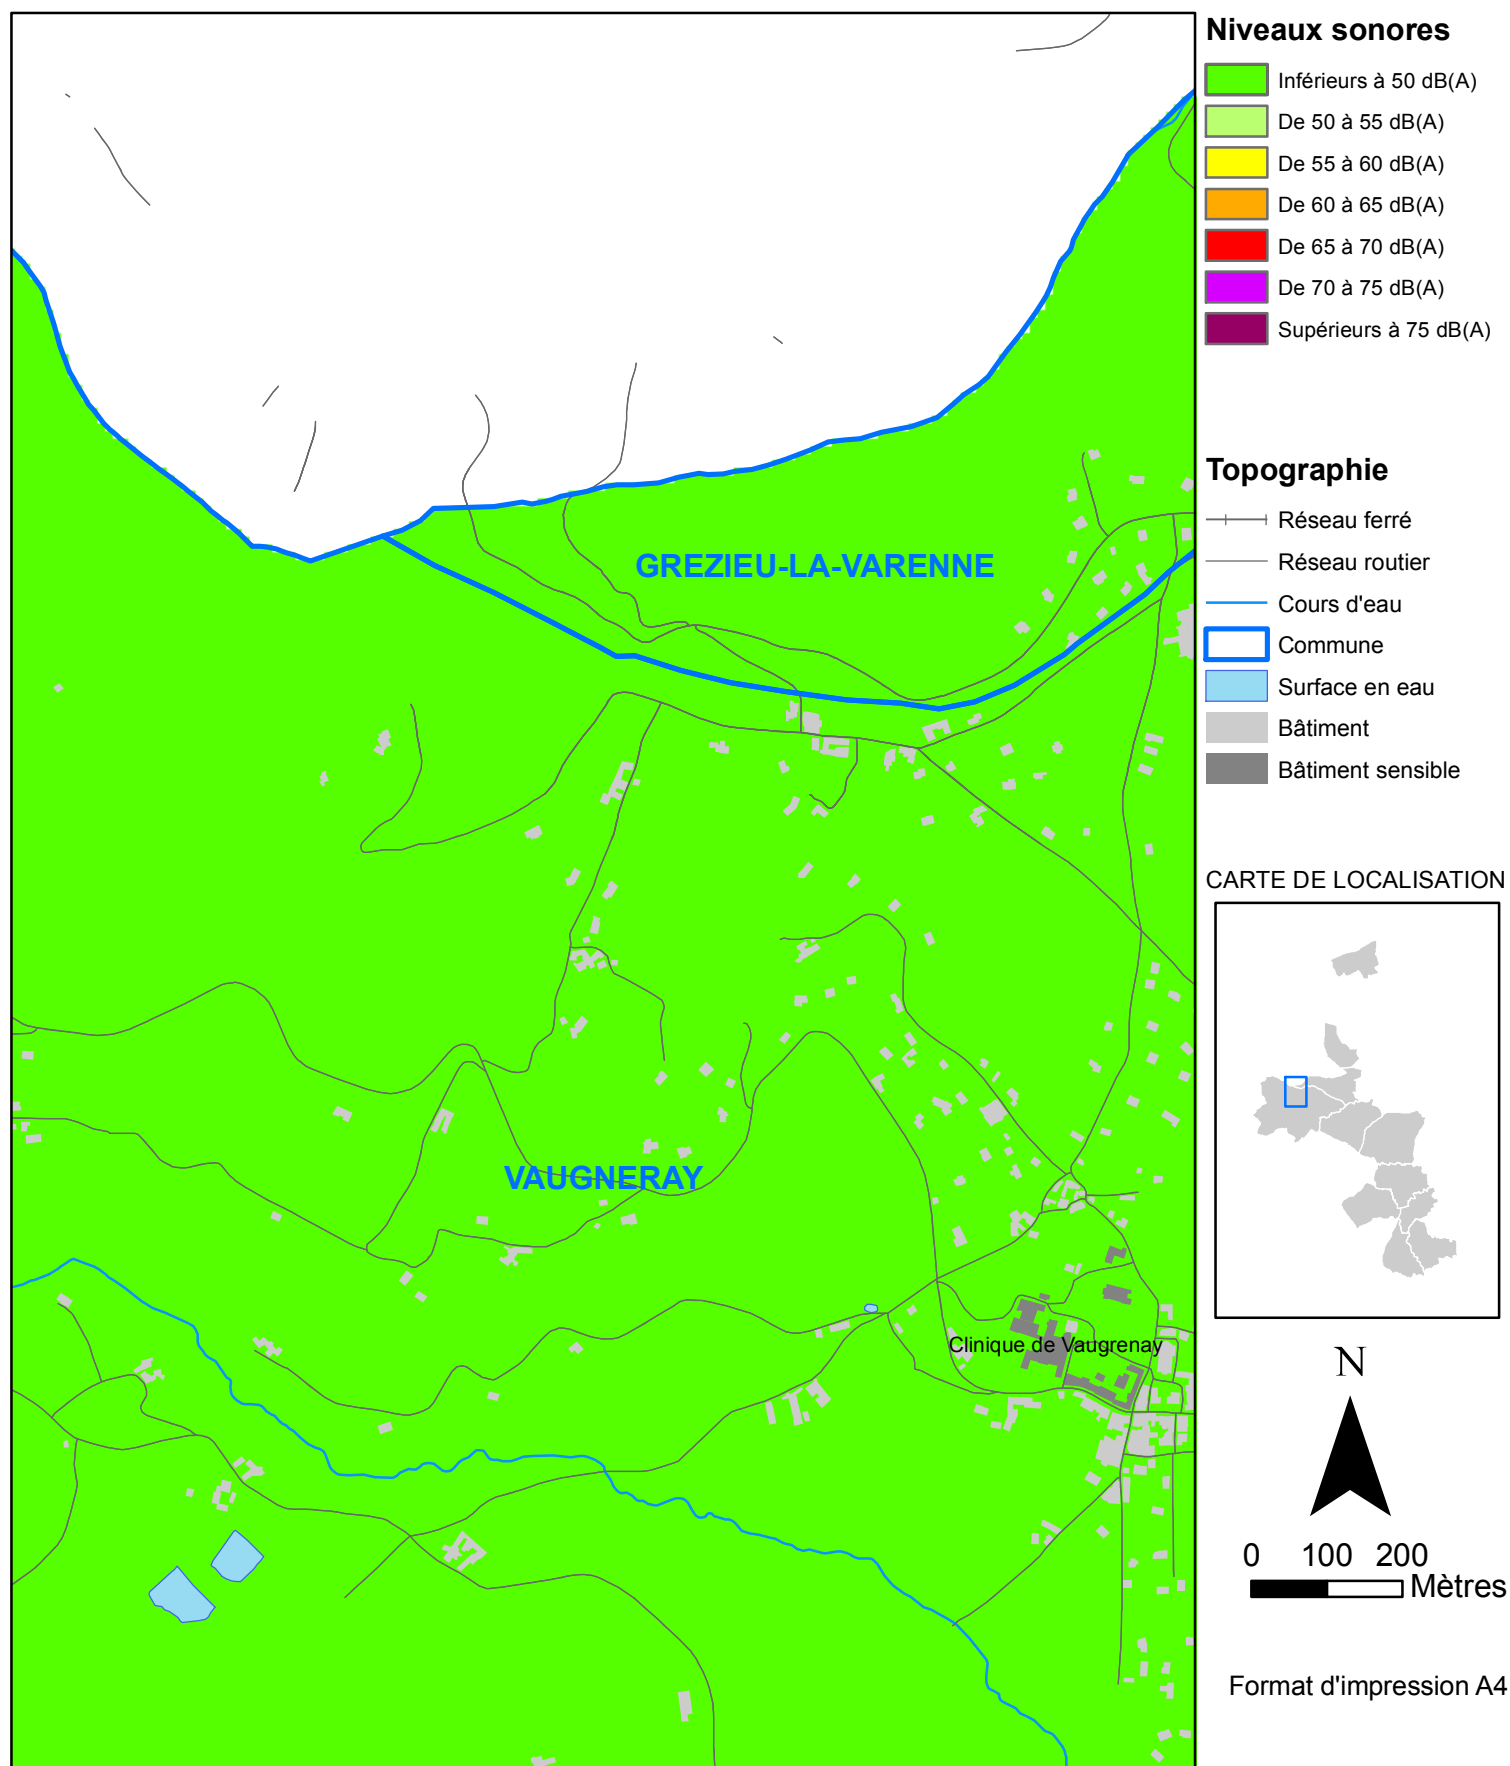 Niveaux sonores
Inférieurs à 50 dB(A)
De 50 à 55 dB(A)
De 55 à 60 dB(A)
De 60 à 65 dB(A)
De 65 à 70 dB(A)
De 70 à 75 dB(A)
Supérieurs à 75 dB(A)
Topographie
Réseau ferré
Réseau routier
Cours d'eau
Commune
Surface en eau
Bâtiment
Bâtiment sensible
CARTE DE LOCALISATION
N
0 100 200
Mètres
Format d'impression A4
GREZIEU-LA-VARENNE
VAUGNERAY
Clinique de Vaugrenay